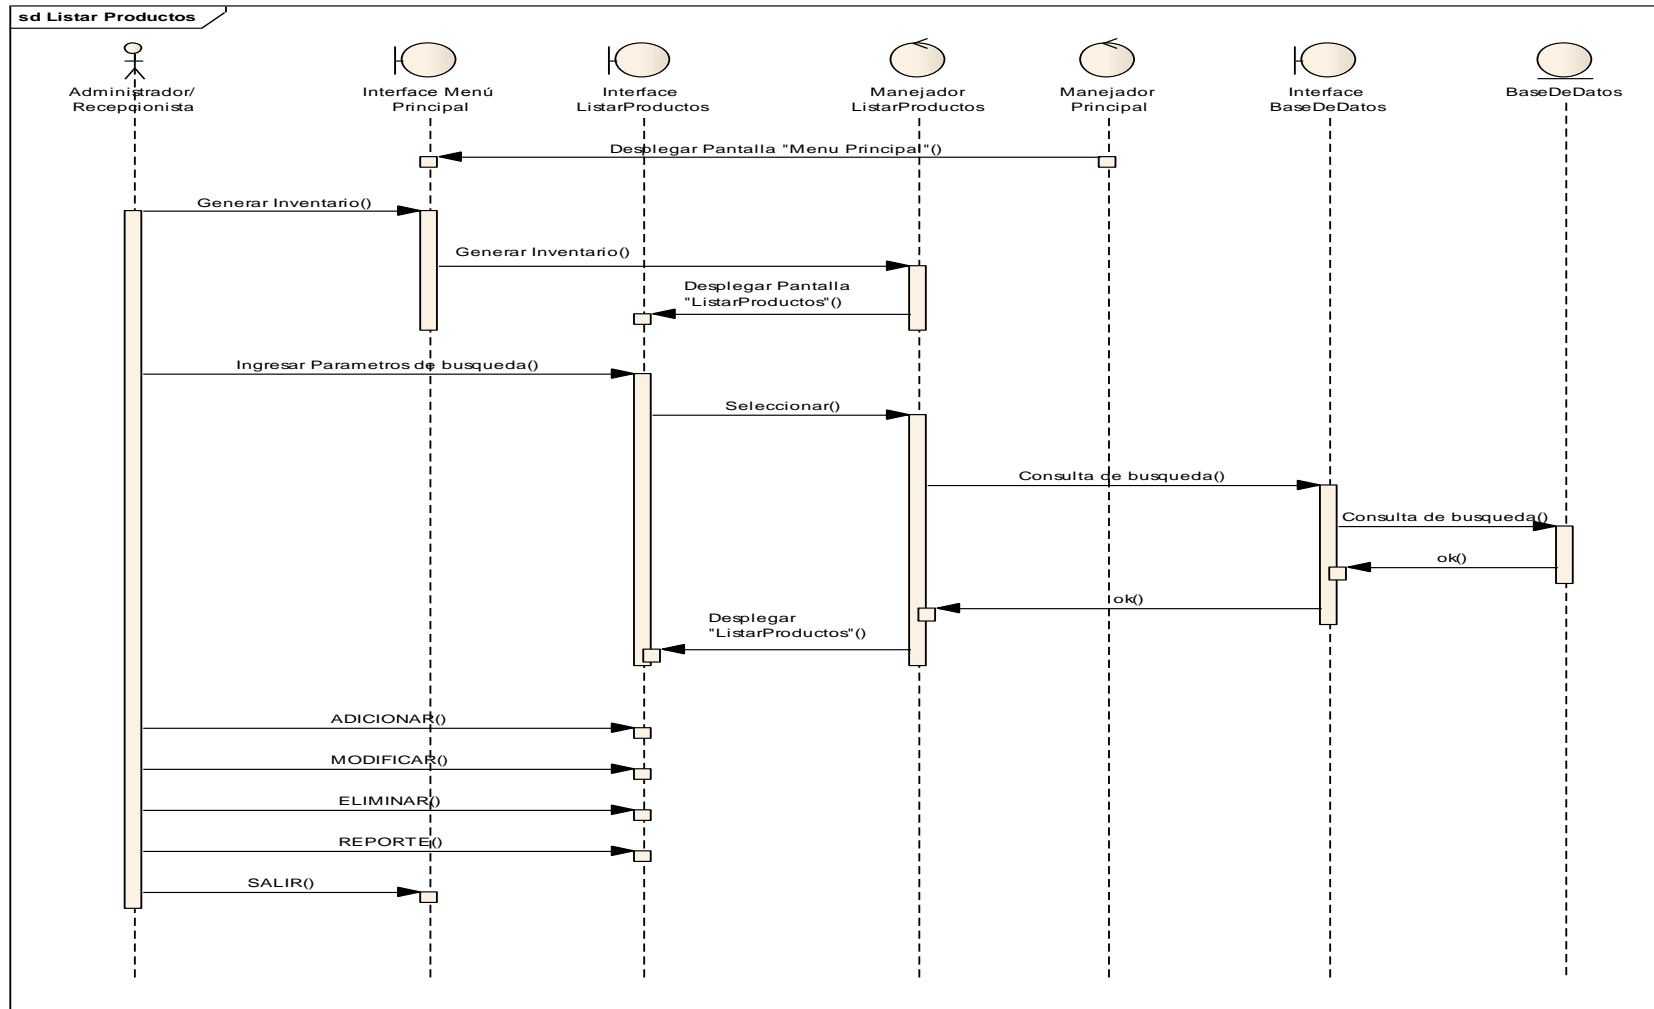 sd Listar Productos
Administrador/
Recepcionista
Interface Menú
Principal
Interface
ListarProductos
Manejador
ListarProductos
Manejador
Principal
Interface
BaseDeDatos
BaseDeDatos
Desplegar Pantalla "Menu Principal"()
Generar Inventario()
Generar Inventario()
Desplegar Pantalla
"ListarProductos"()
Ingresar Parametros de busqueda()
Seleccionar()
Consulta de busqueda()
Consulta de busqueda()
ok()
ok()
Desplegar
"ListarProductos"()
ADICIONAR()
MODIFICAR()
ELIMINAR()
REPORTE()
SALIR()